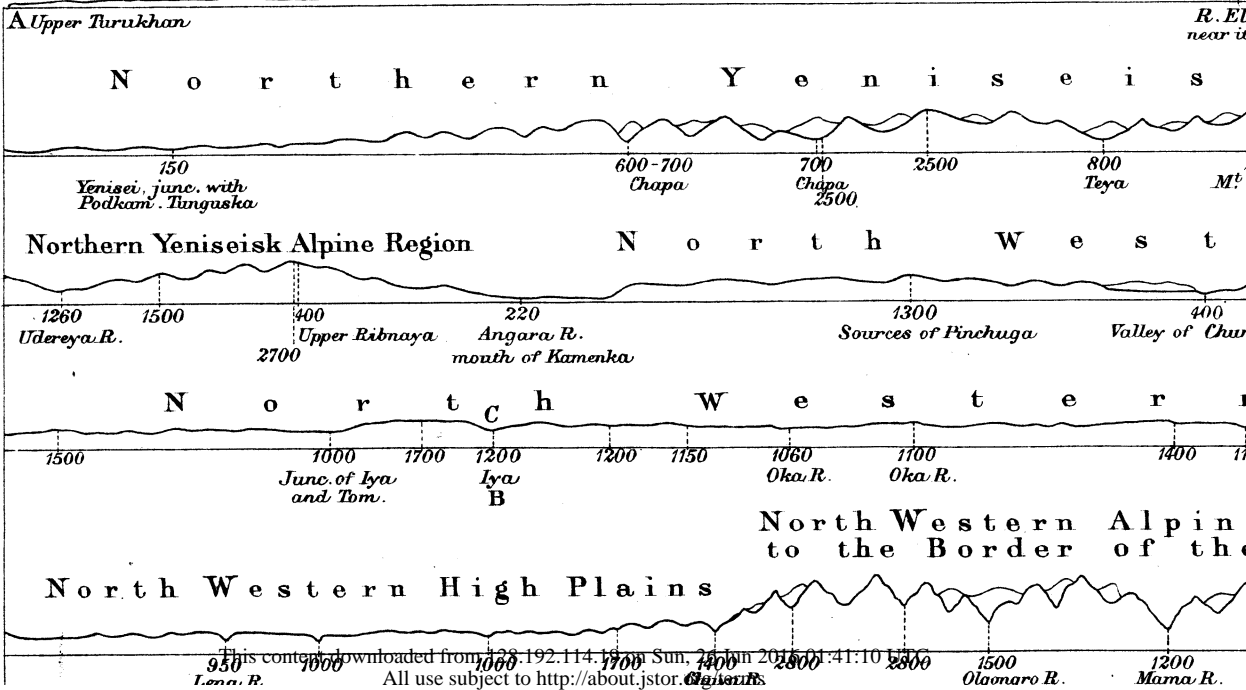 A Upper Turukhan
R. El
near it
Northern Yeniseis
150 600-700 700 2500 800
Yenisei, junc. with Chapa Chapa Teya Mt.
Podkam. Tunguska 2500
Northern Yeniseisk Alpine Region North West
1260 1500 400 220 1300 400
Udereya R. Upper Ribnaya Angara R. Sources of Pinchuga Valley of Chun
2700 mouth of Kamenka
North Western
C
1500 1000 1700 1200 1200 1150 1060 1100 1400
Junc. of Iya Iya Oka R. Oka R.
and Tom. B
North Western Alpin
to the Border of the
North Western High Plains
This content downloaded from 128.192.114.19 on Sun, 26 Jun 2016 01:41:10 UTC
950 1000 1000 1700 1400 2800 2800 1500 1200
All use subject to http://about.jstor.org/terms
Lena R. Olgongro R. Mama R.